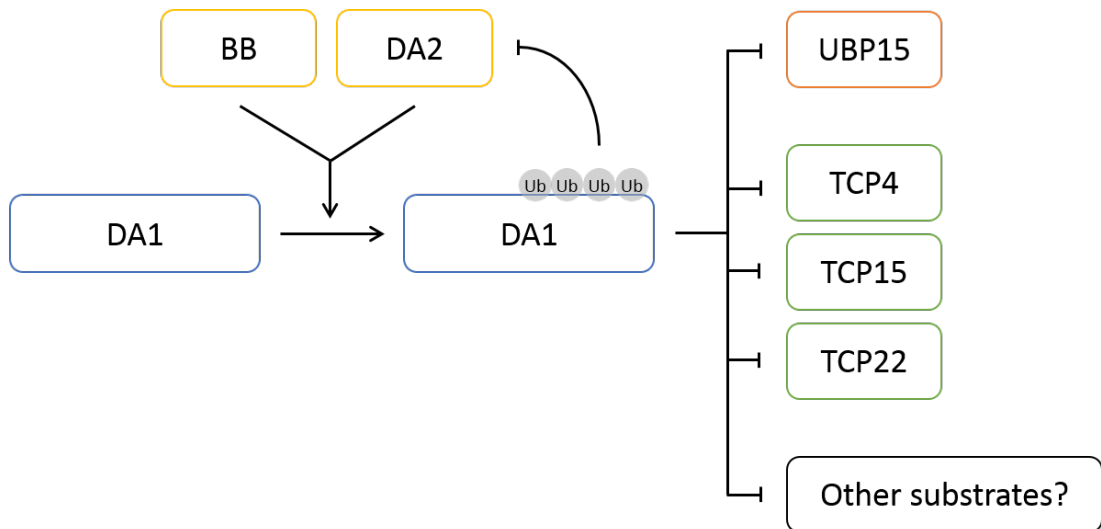 BB
DA2
UBP15
Ub Ub Ub Ub
TCP4
DA1
DA1
TCP15
TCP22
Other substrates?